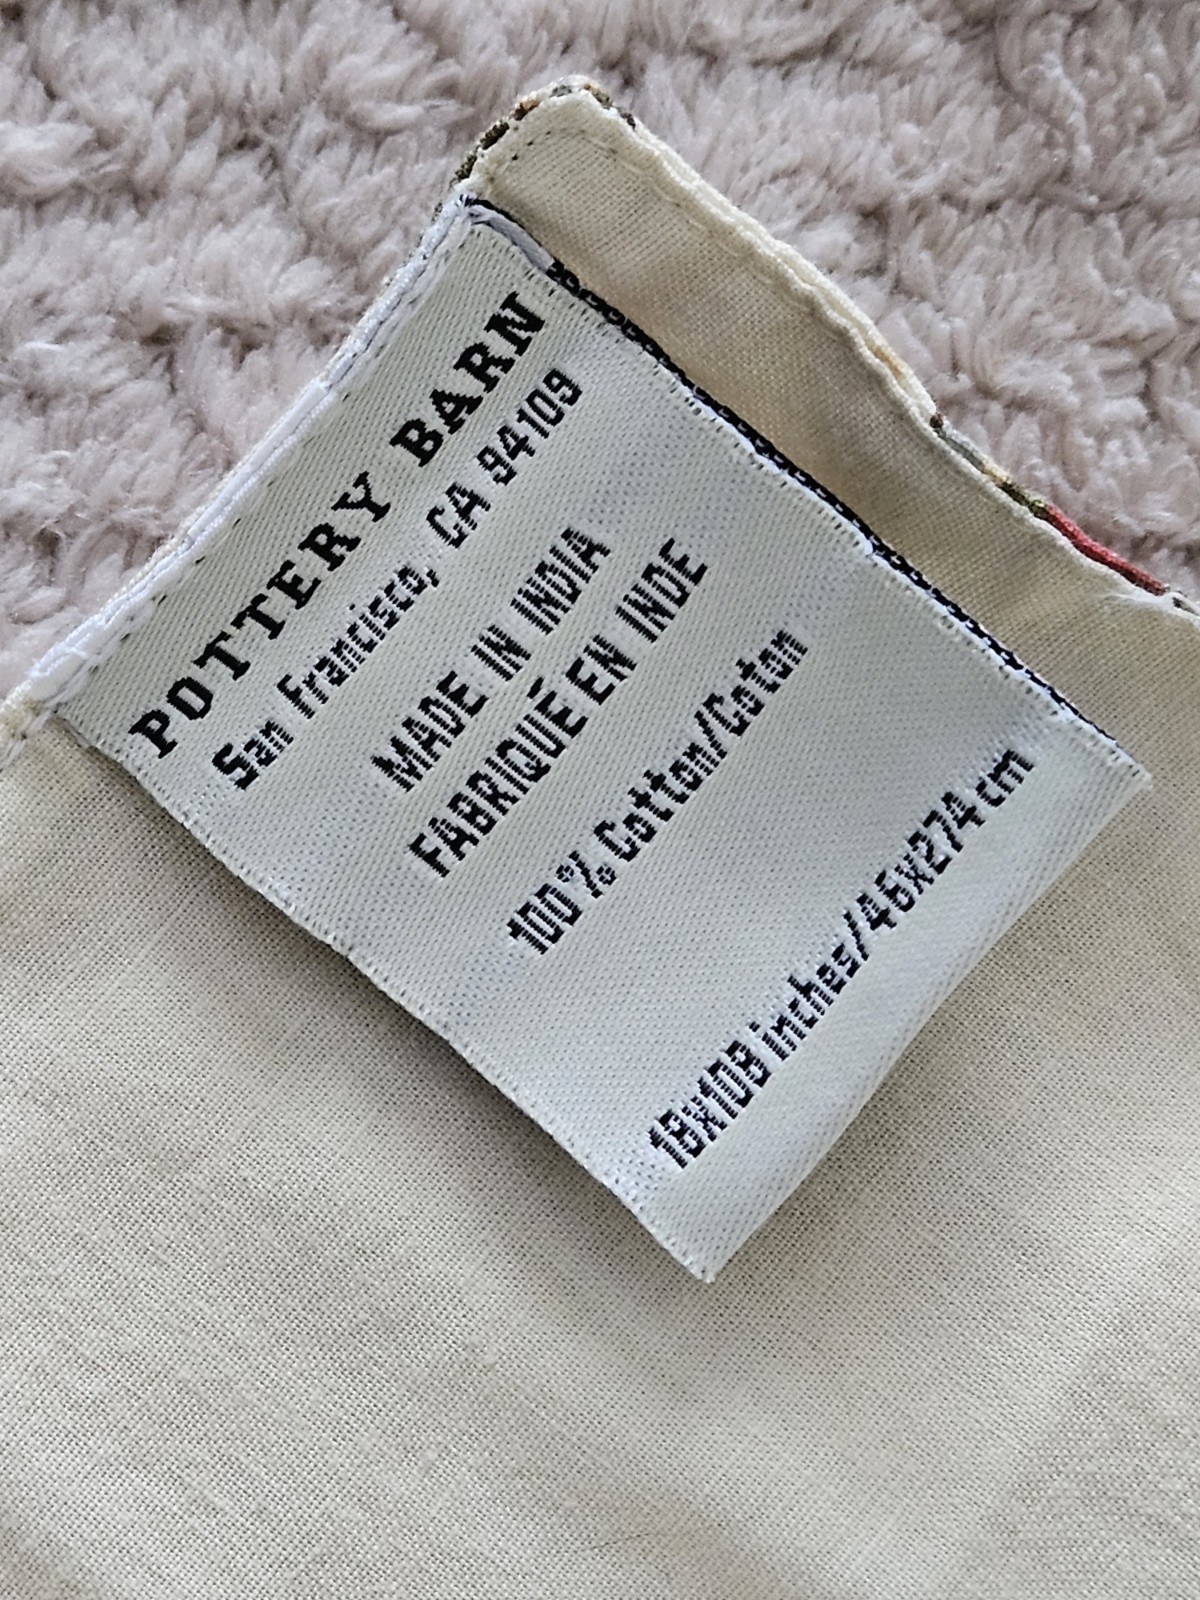 POTTERY BARN
San Francisco, CA 94109
MADE IN INDIA
FABRIQUÉ EN INDE
100% Cotton/Coton
18x108 inches/46x274 cm